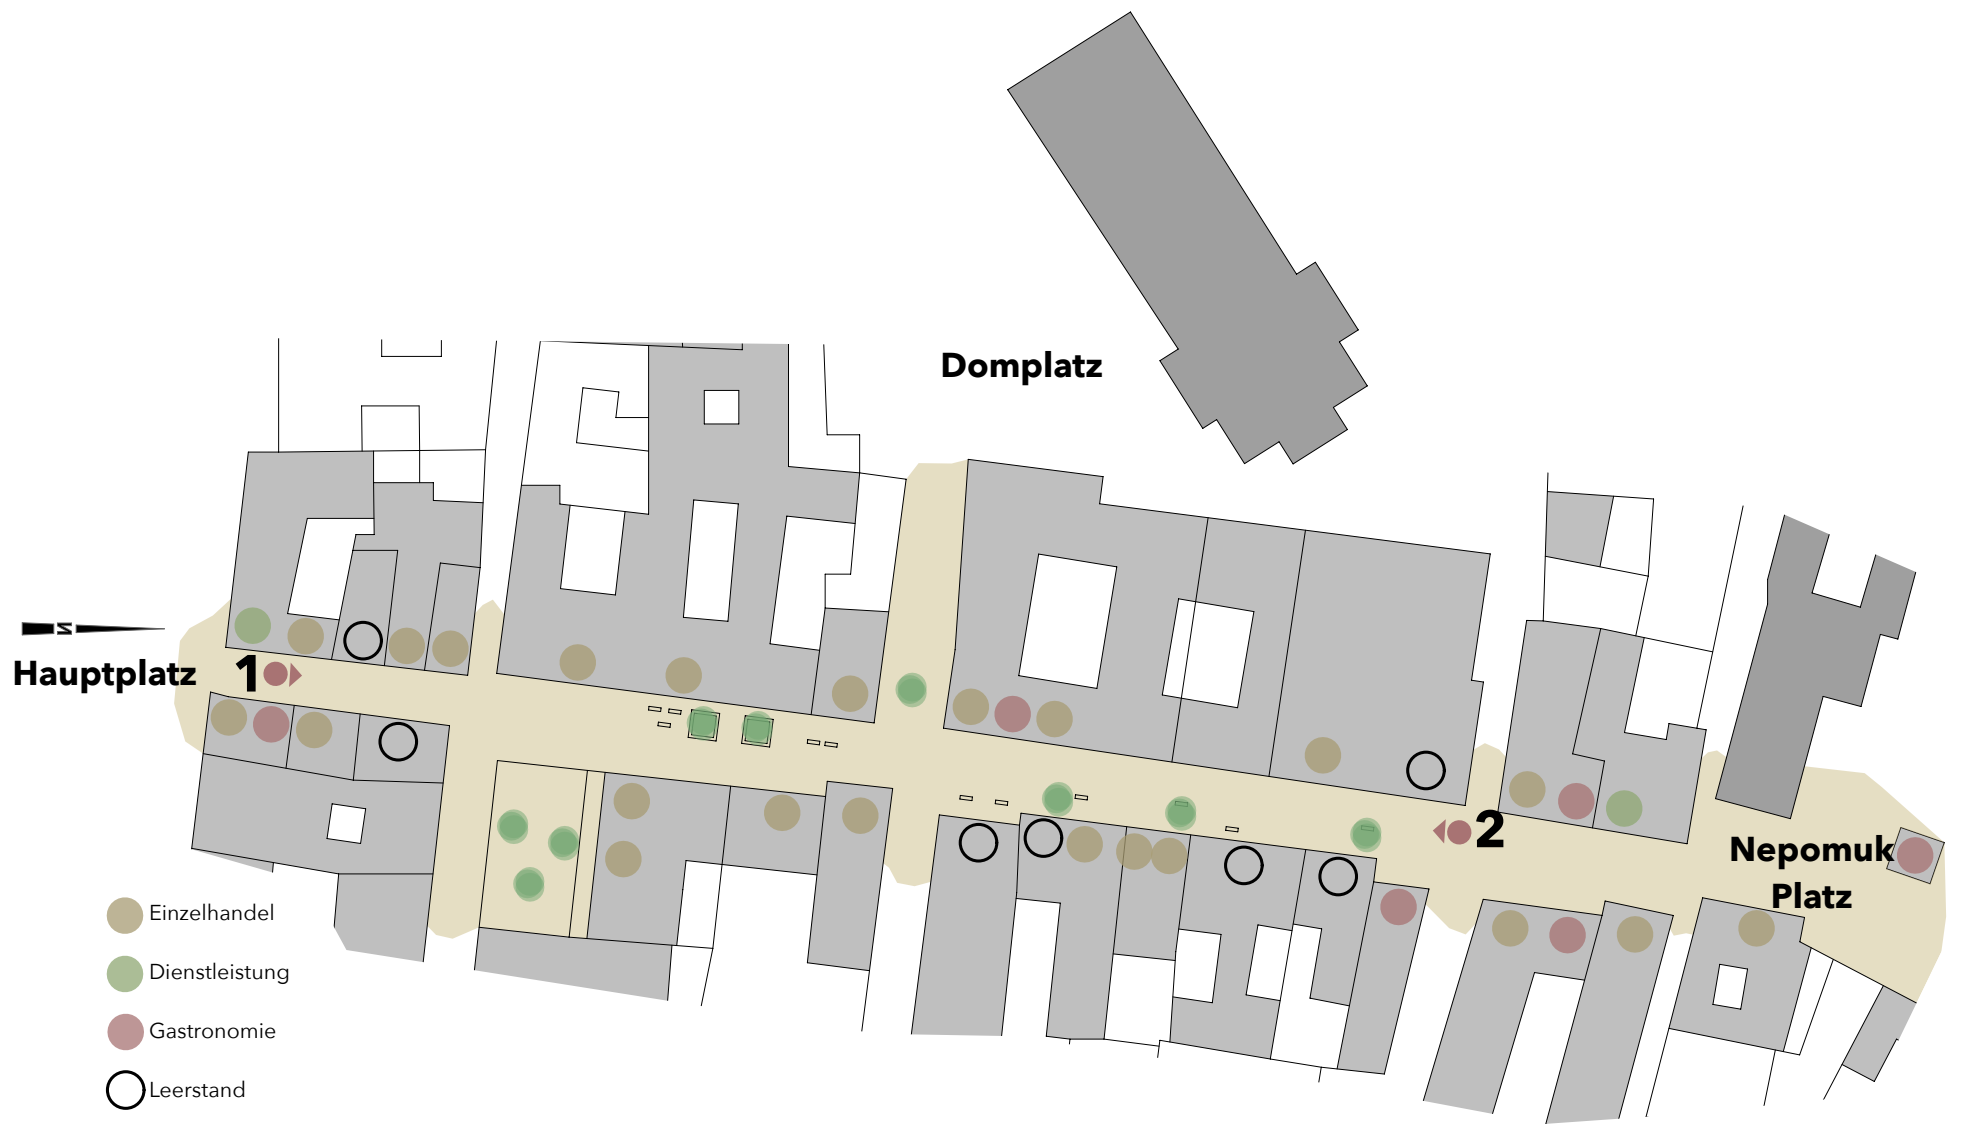 Domplatz
N
Hauptplatz
1
2
Nepomuk
Platz
Einzelhandel
Dienstleistung
Gastronomie
Leerstand